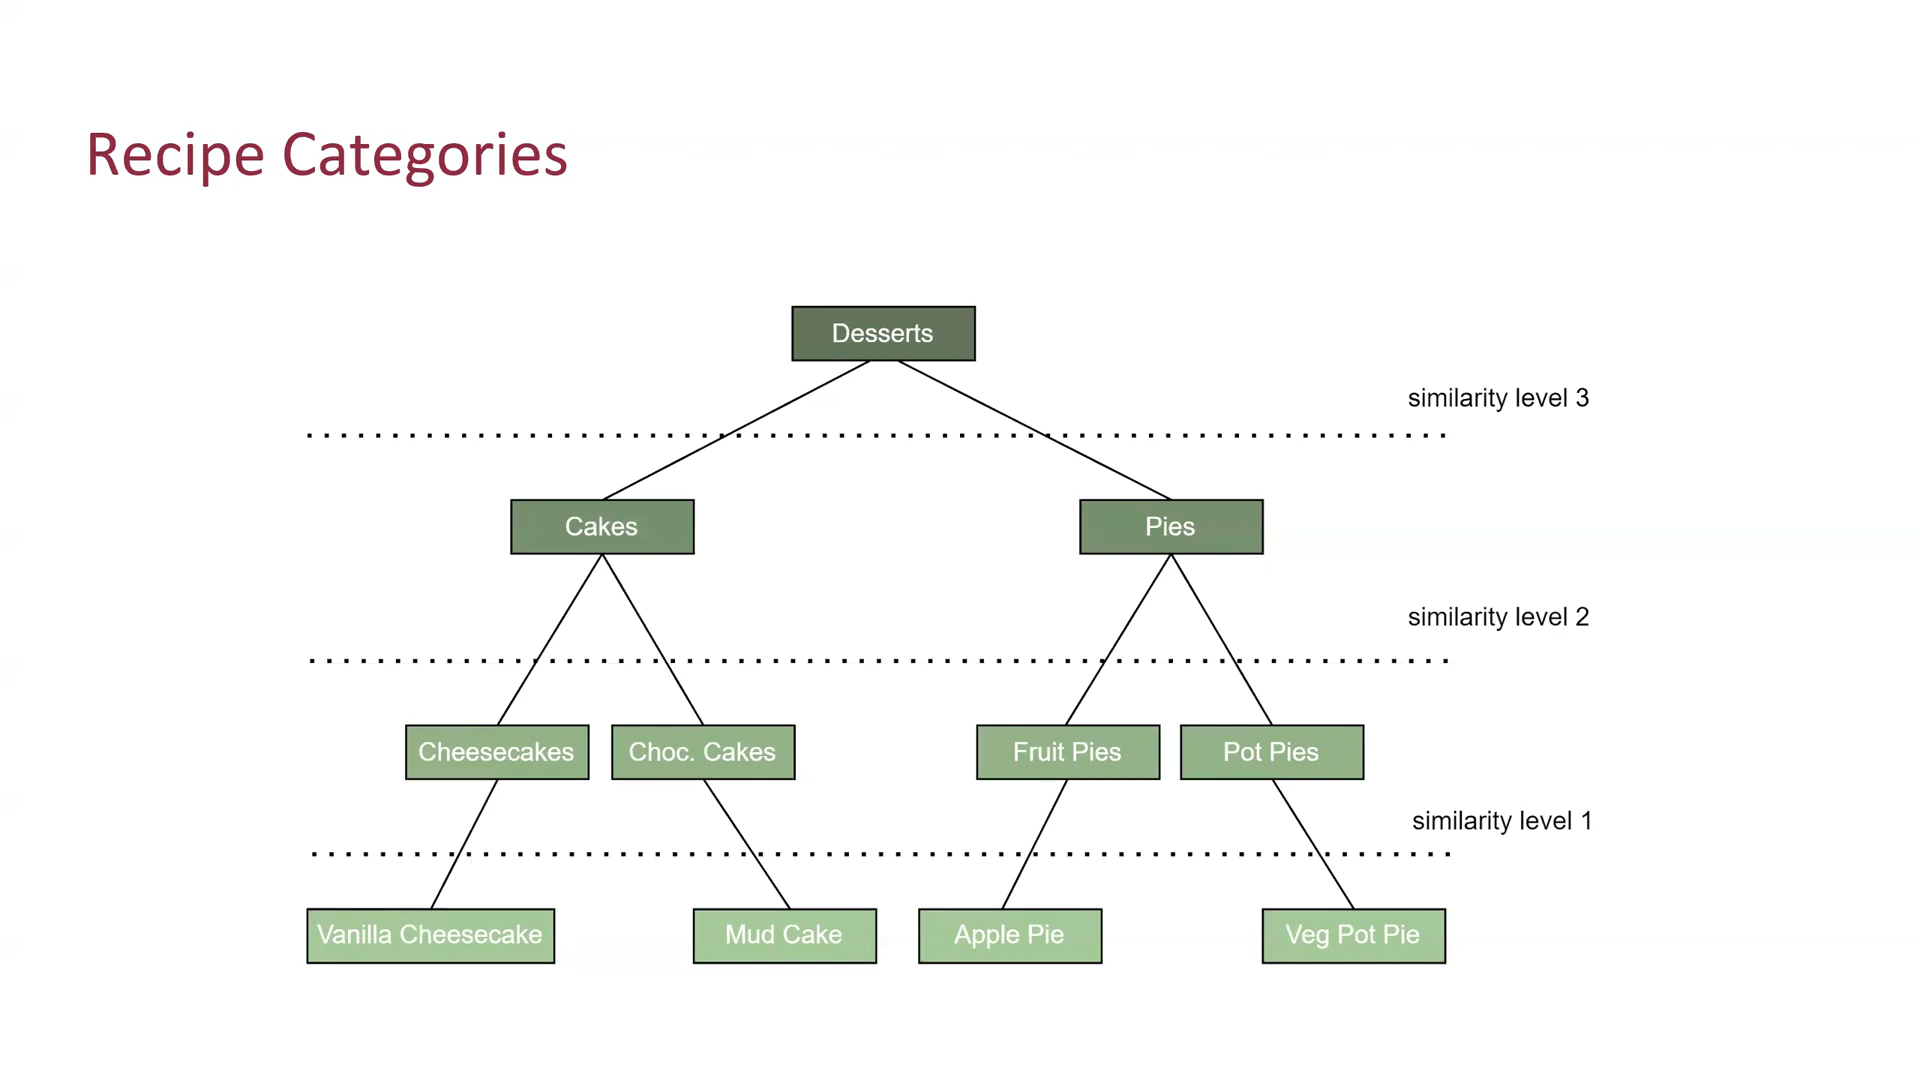 Recipe Categories
Desserts
similarity level 3
Cakes
Pies
similarity level 2
Cheesecakes
Choc. Cakes
Fruit Pies
Pot Pies
similarity level 1
Vanilla Cheesecake
Mud Cake
Apple Pie
Veg Pot Pie